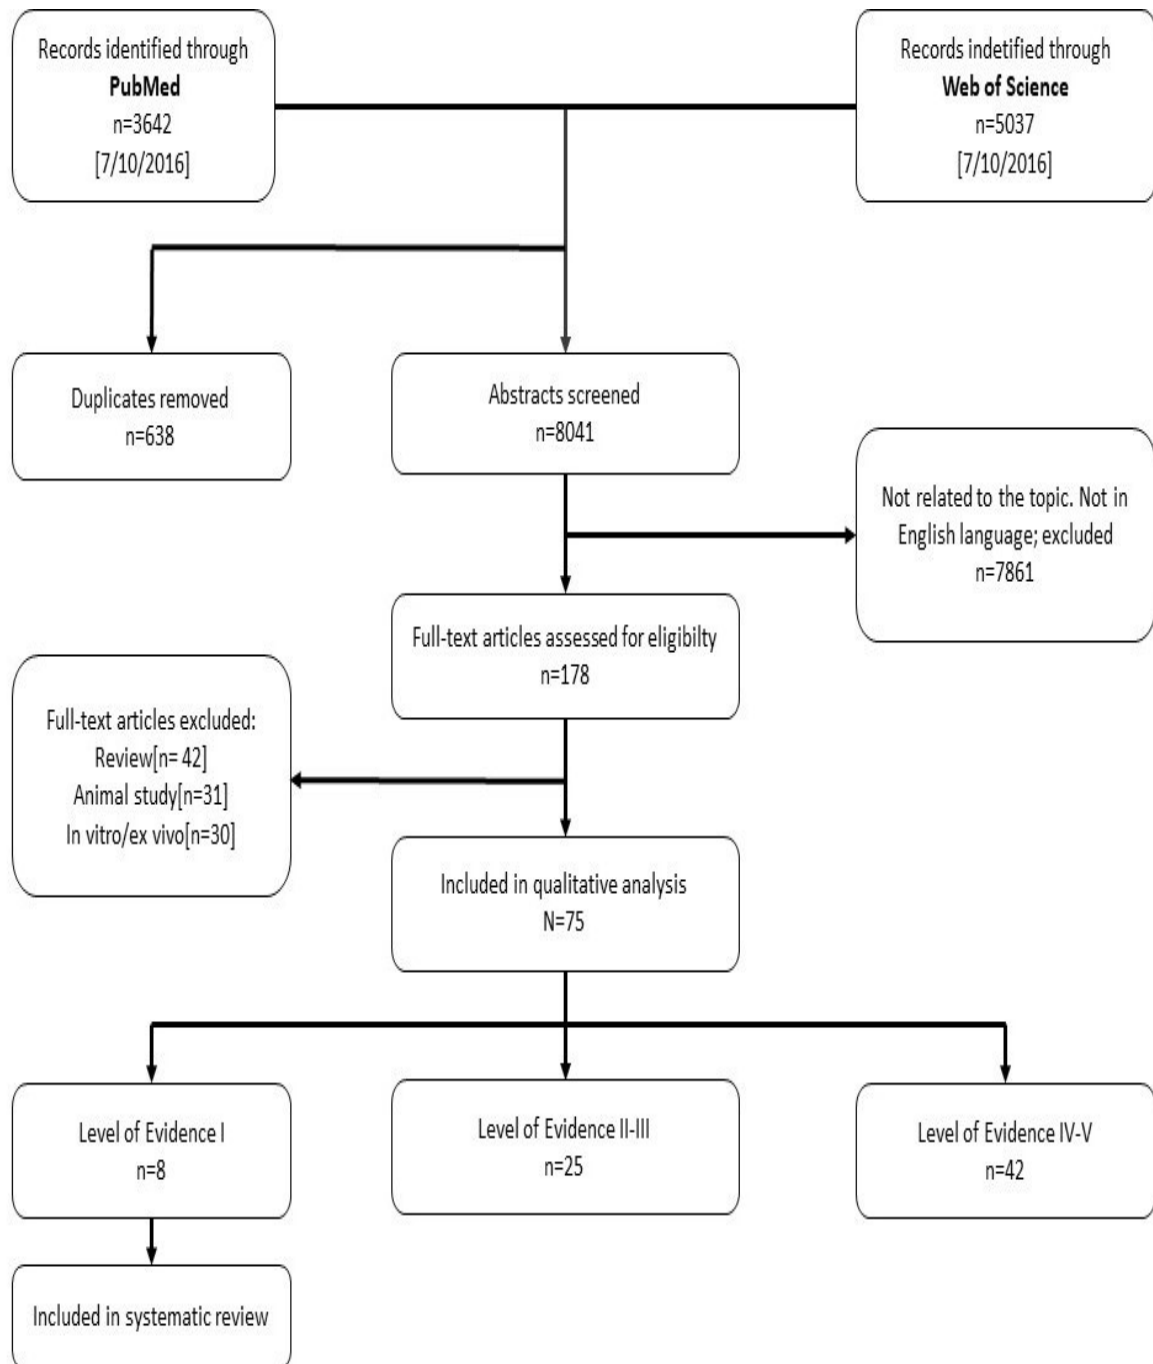 Records identified through
PubMed
n=3642
[7/10/2016]
Records indetified through
Web of Science
n=5037
[7/10/2016]
Duplicates removed
n=638
Abstracts screened
n=8041
Not related to the topic. Not in
English language; excluded
n=7861
Full-text articles assessed for eligibilty
n=178
Full-text articles excluded:
Review[n= 42]
Animal study[n=31]
In vitro/ex vivo[n=30]
Included in qualitative analysis
N=75
Level of Evidence I
n=8
Level of Evidence II-III
n=25
Level of Evidence IV-V
n=42
Included in systematic review